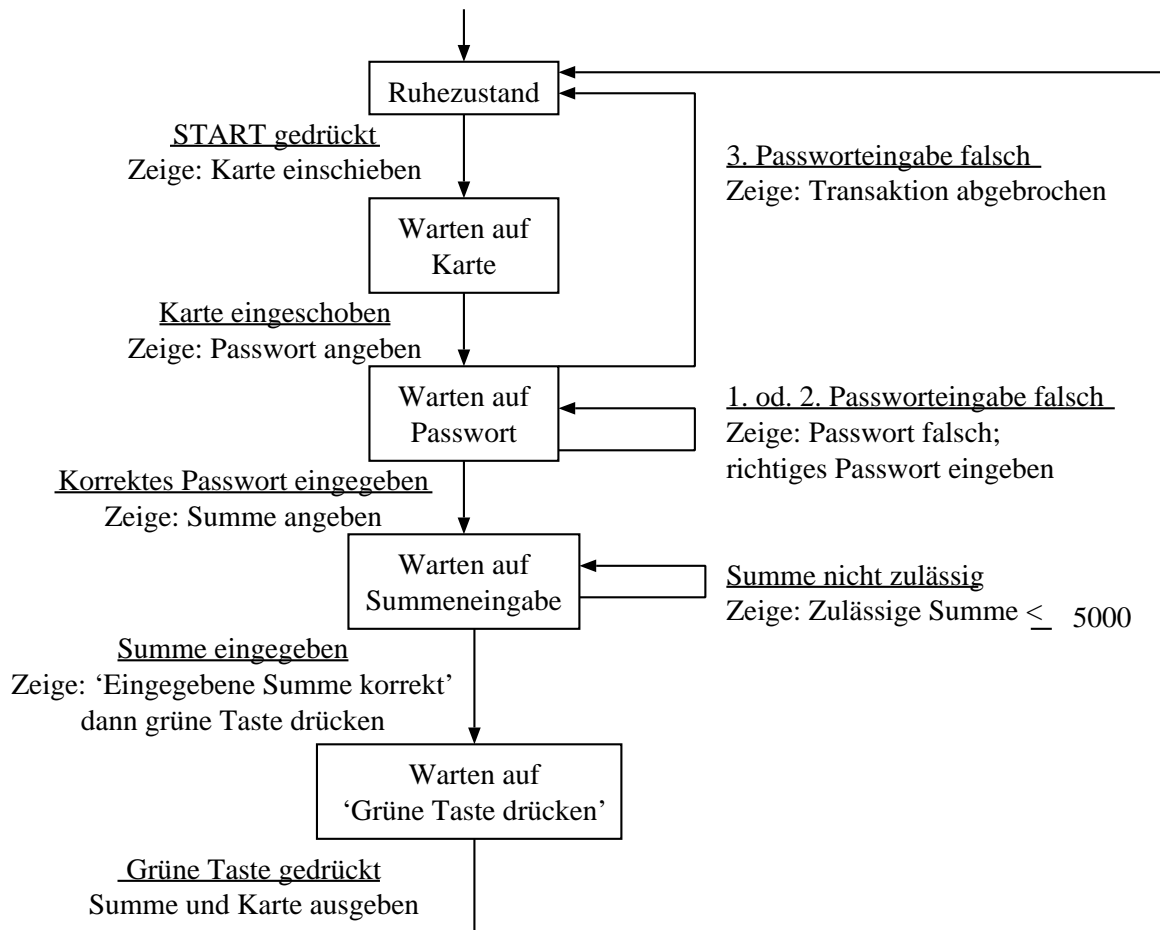 Ruhezustand
START gedrückt
Zeige: Karte einschieben
3. Passworteingabe falsch
Zeige: Transaktion abgebrochen
Warten auf
Karte
Karte eingeschoben
Zeige: Passwort angeben
Warten auf
Passwort
1. od. 2. Passworteingabe falsch
Zeige: Passwort falsch;
richtiges Passwort eingeben
Korrektes Passwort eingegeben
Zeige: Summe angeben
Warten auf
Summeneingabe
Summe nicht zulässig
Zeige: Zulässige Summe ≤ 5000
Summe eingegeben
Zeige: ‘Eingegebene Summe korrekt’
dann grüne Taste drücken
Warten auf
‘Grüne Taste drücken’
Grüne Taste gedrückt
Summe und Karte ausgeben